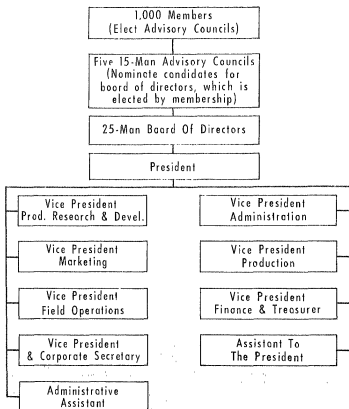 1,000 Members
(Elect Advisory Councils)
Five 15-Man Advisory Councils
(Nominate candidates for
board of directors, which is
elected by membership)
25-Man Board Of Directors
President
Vice President
Prod. Research & Devel.
Vice President
Administration
Vice President
Marketing
Vice President
Production
Vice President
Field Operations
Vice President
Finance & Treasurer
Vice President
& Corporate Secretary
Assistant To
The President
Administrative
Assistant